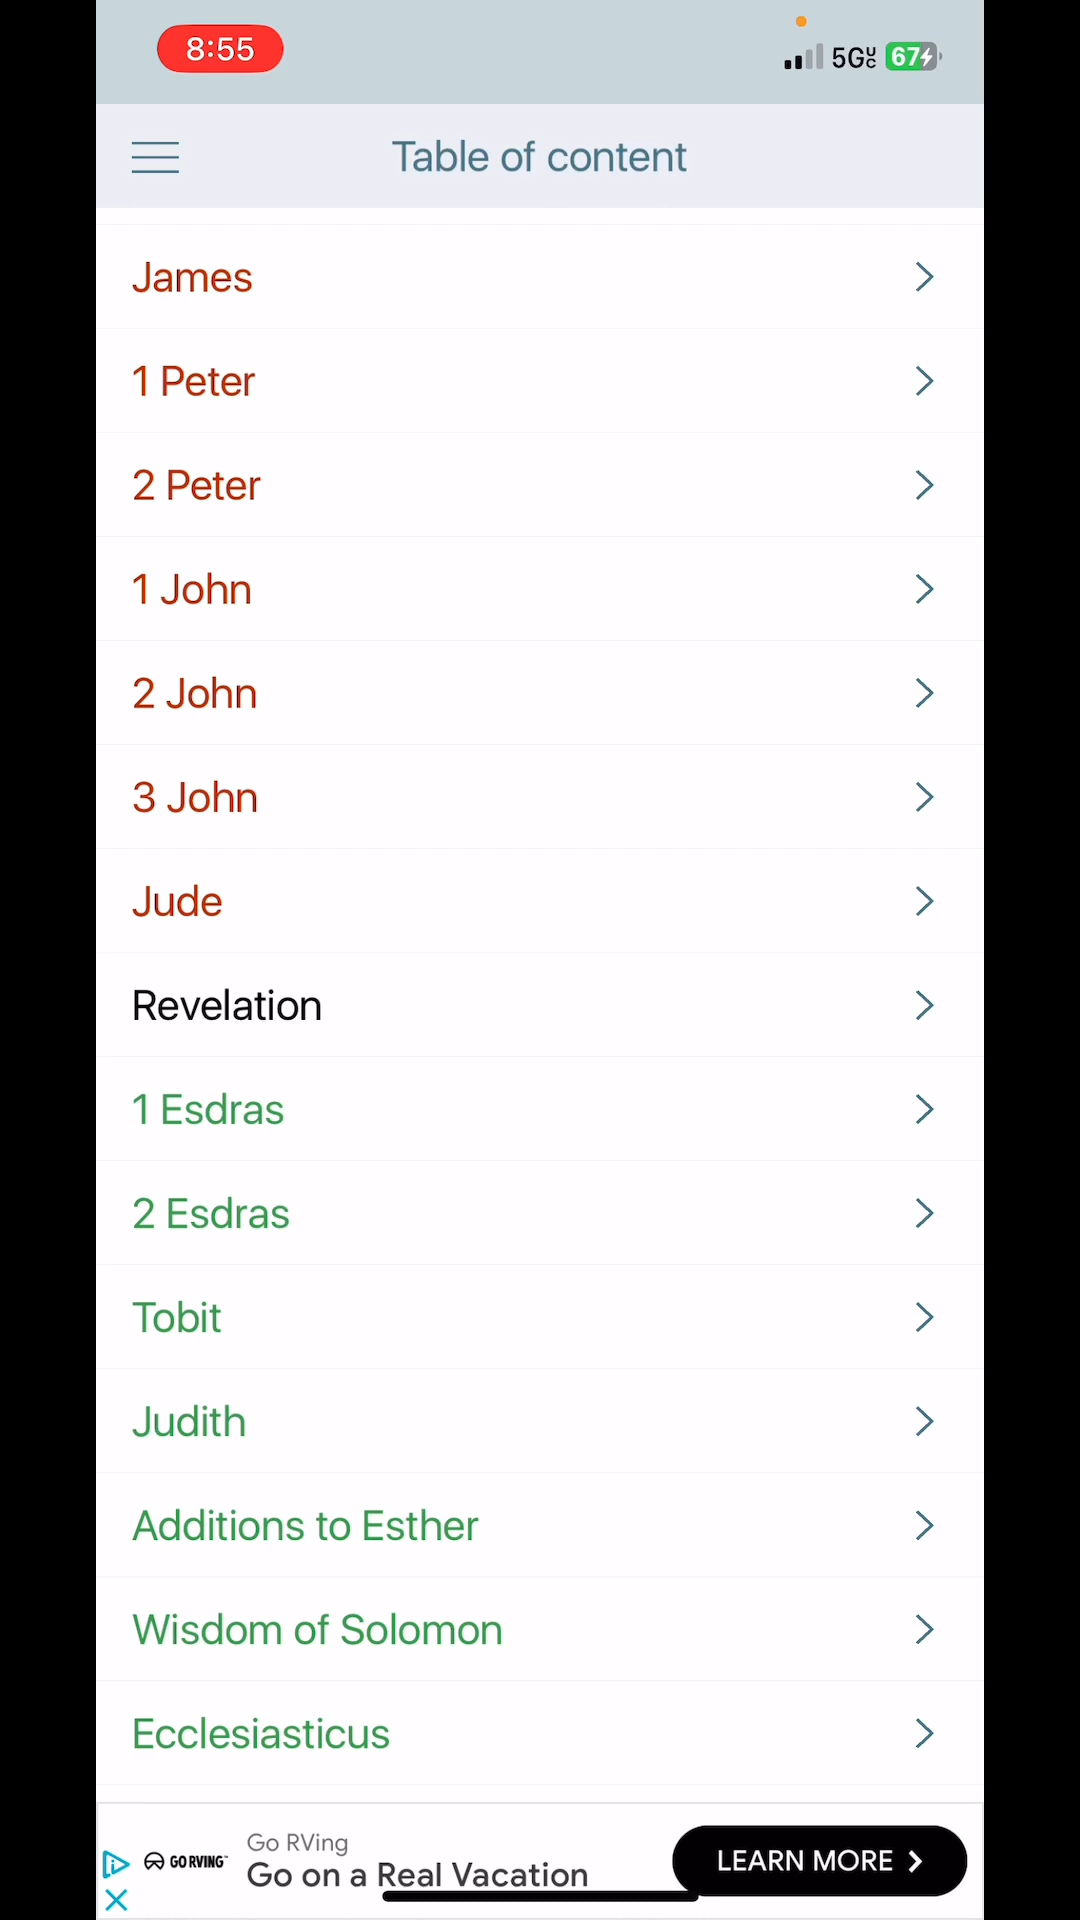 8:55
5G UC 67
Table of content
James
1 Peter
2 Peter
1 John
2 John
3 John
Jude
Revelation
1 Esdras
2 Esdras
Tobit
Judith
Additions to Esther
Wisdom of Solomon
Ecclesiasticus
GO RVING™
Go RVing
Go on a Real Vacation
LEARN MORE